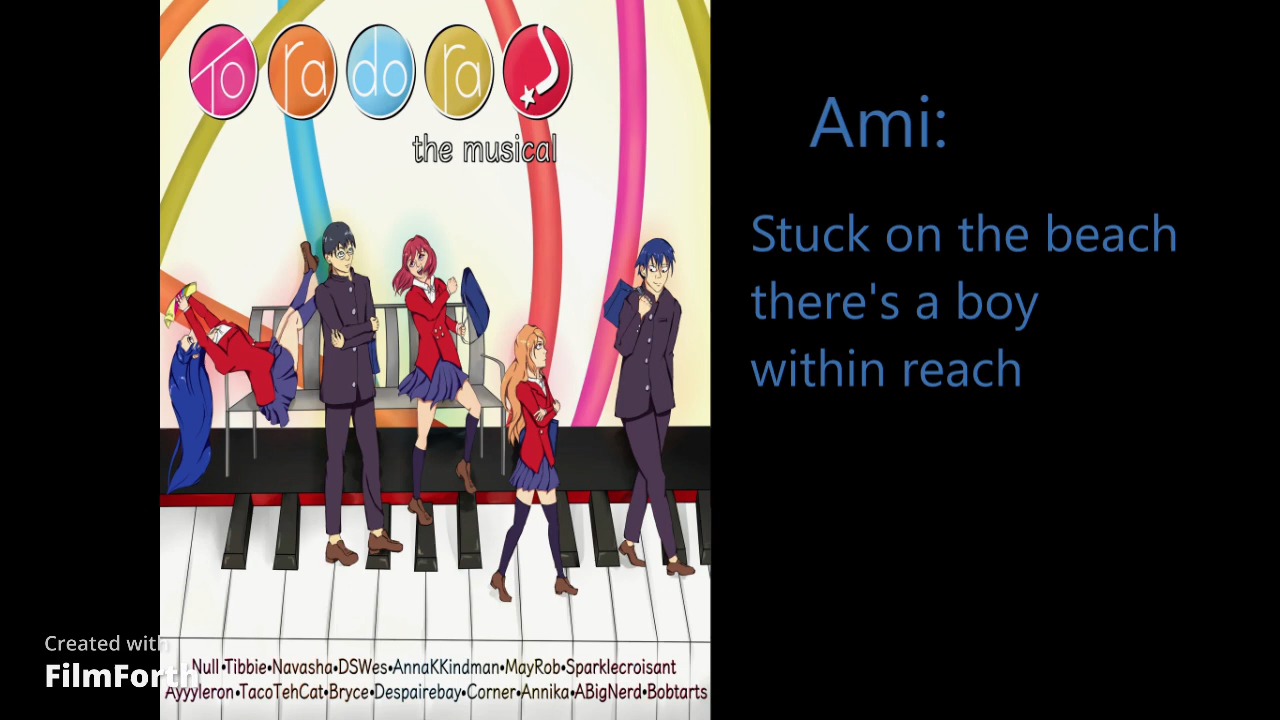 To ra do ra
the musical
Ami:
Stuck on the beach
there's a boy
within reach
Created with
FilmForth
Null•Tibbie•Navasha•DSWes•AnnaKKindman•MayRob•Sparklecroisant
Ayyyleron•TacoTehCat•Bryce•Despairebay•Corner•Annika•ABigNerd•Bobtarts